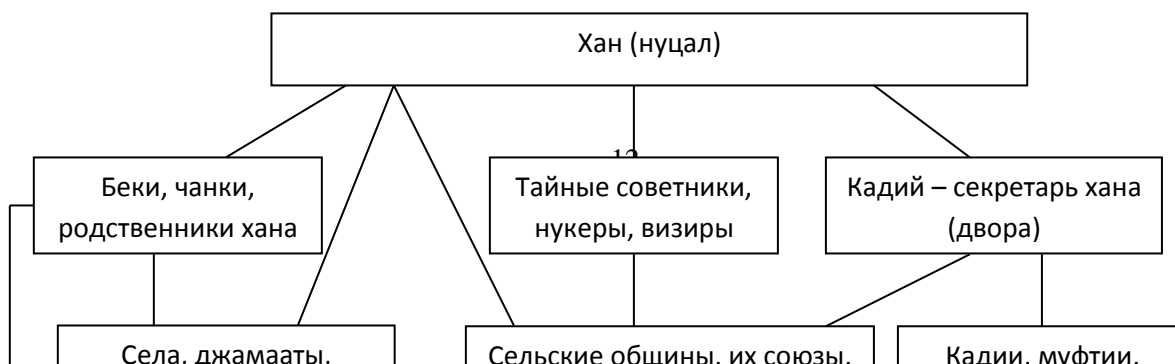 Хан (нуцал)
12
Беки, чанки,
родственники хана
Тайные советники,
нукеры, визиры
Кадий – секретарь хана
(двора)
Села, джамааты,
Сельские общины, их союзы,
Кадии, муфтии,